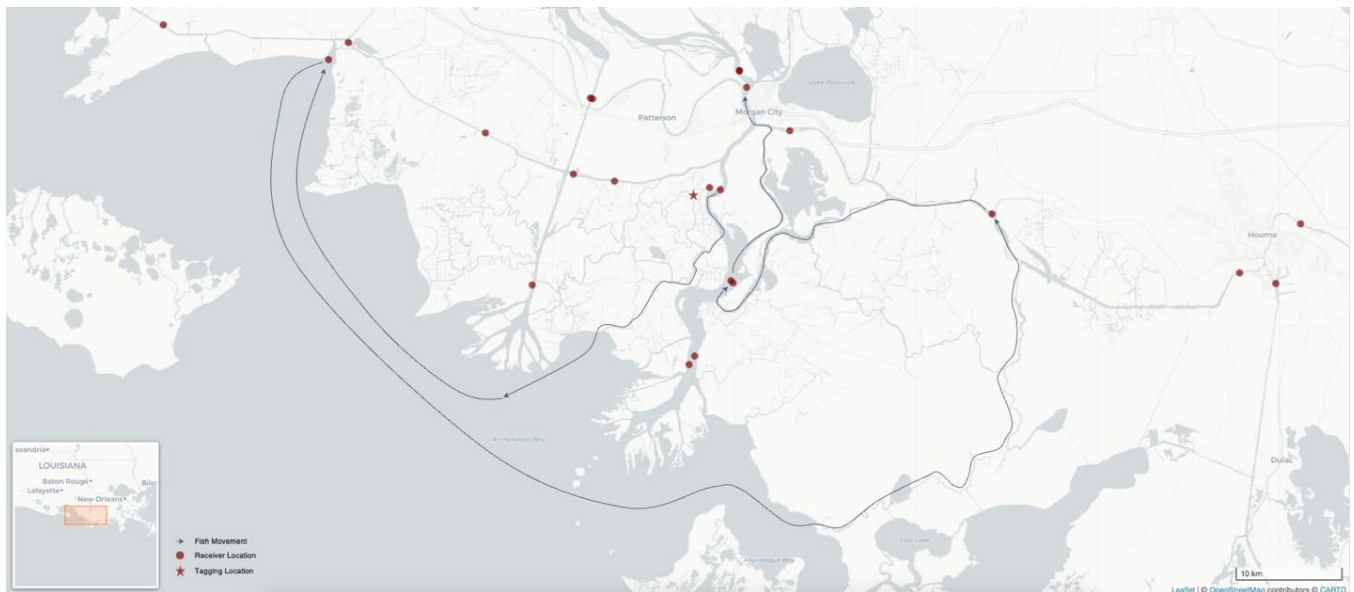 Lake Palourde
Patterson
Morgan City
Houma
Atchafalaya Bay
Dulac
Lost Lake
Fourleague Bay
exandria
LOUISIANA
Baton Rouge
Bilo
Lafayette
New Orleans
Fish Movement
Receiver Location
Tagging Location
10 km
Leaflet | © OpenStreetMap contributors © CARTO